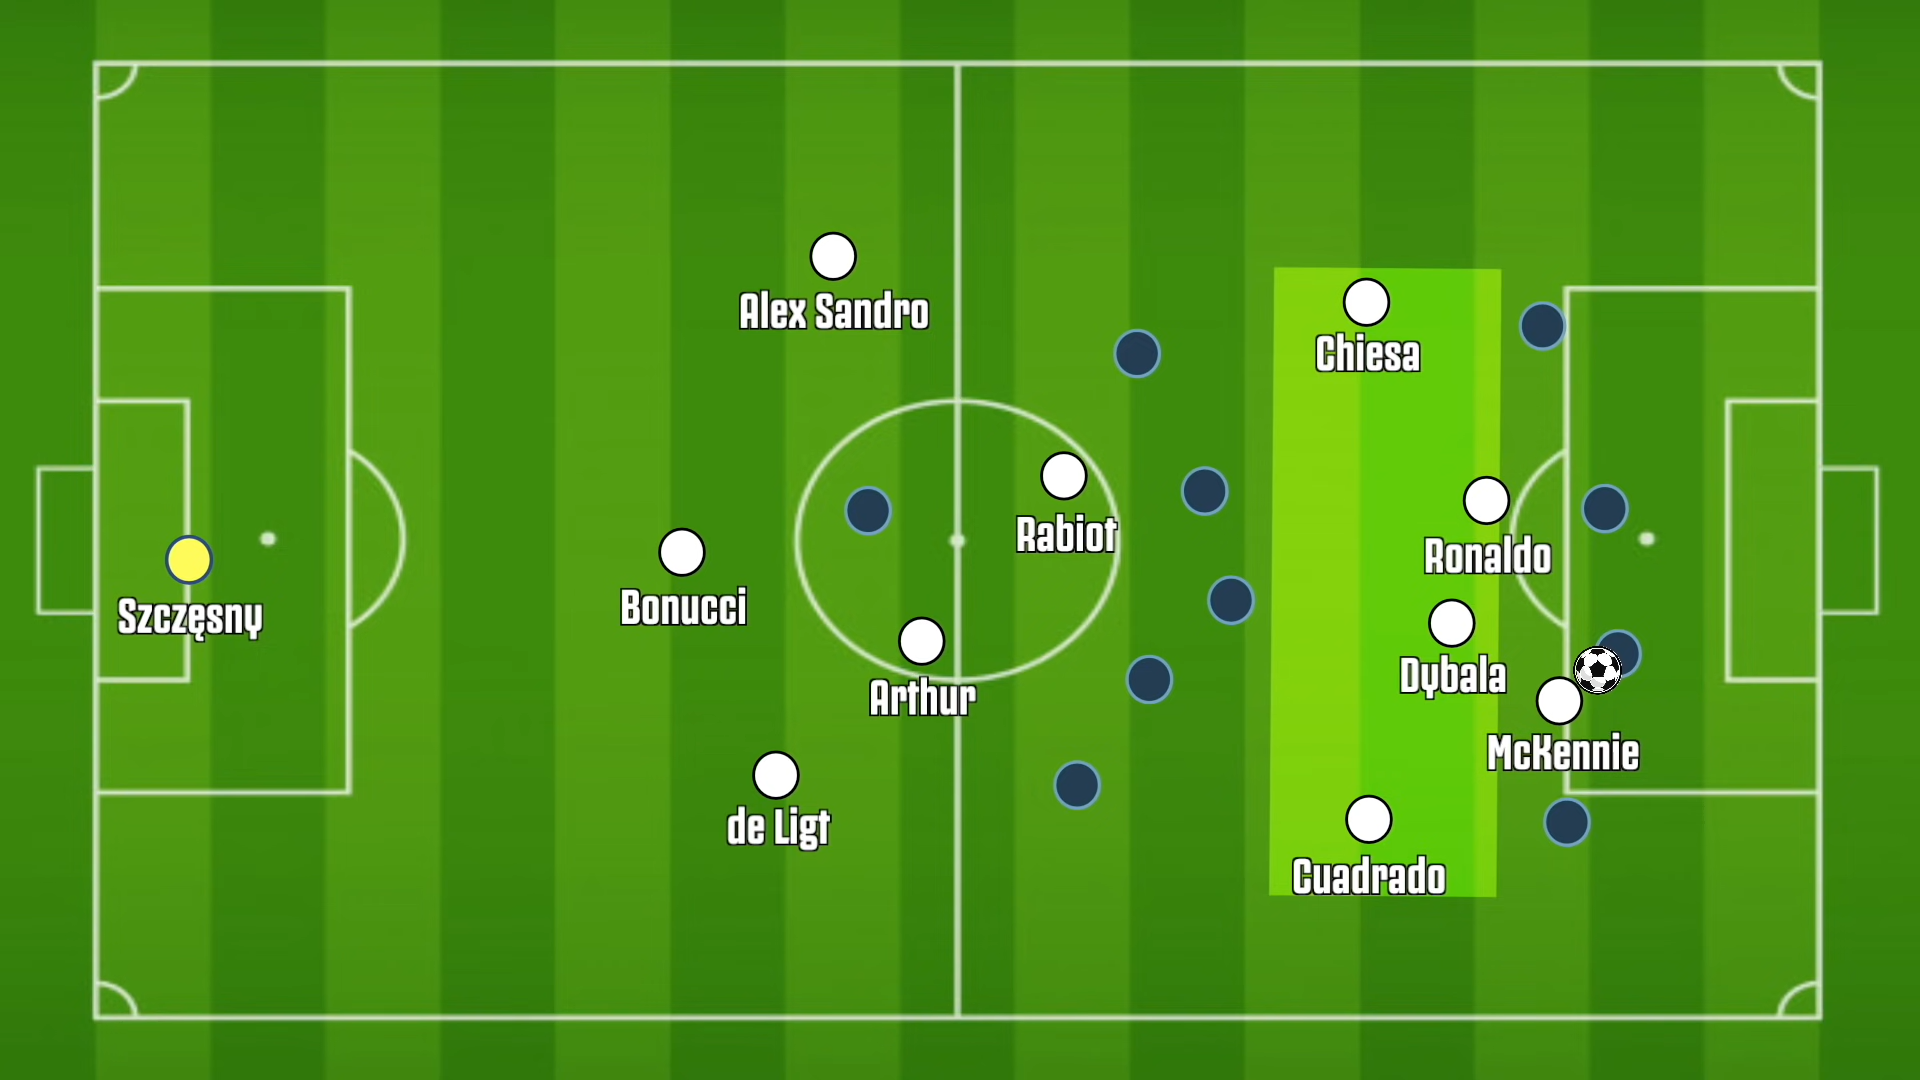 Alex Sandro
Chiesa
Rabiot
Ronaldo
Szczęsny
Bonucci
Dybala
Arthur
McKennie
de Ligt
Cuadrado